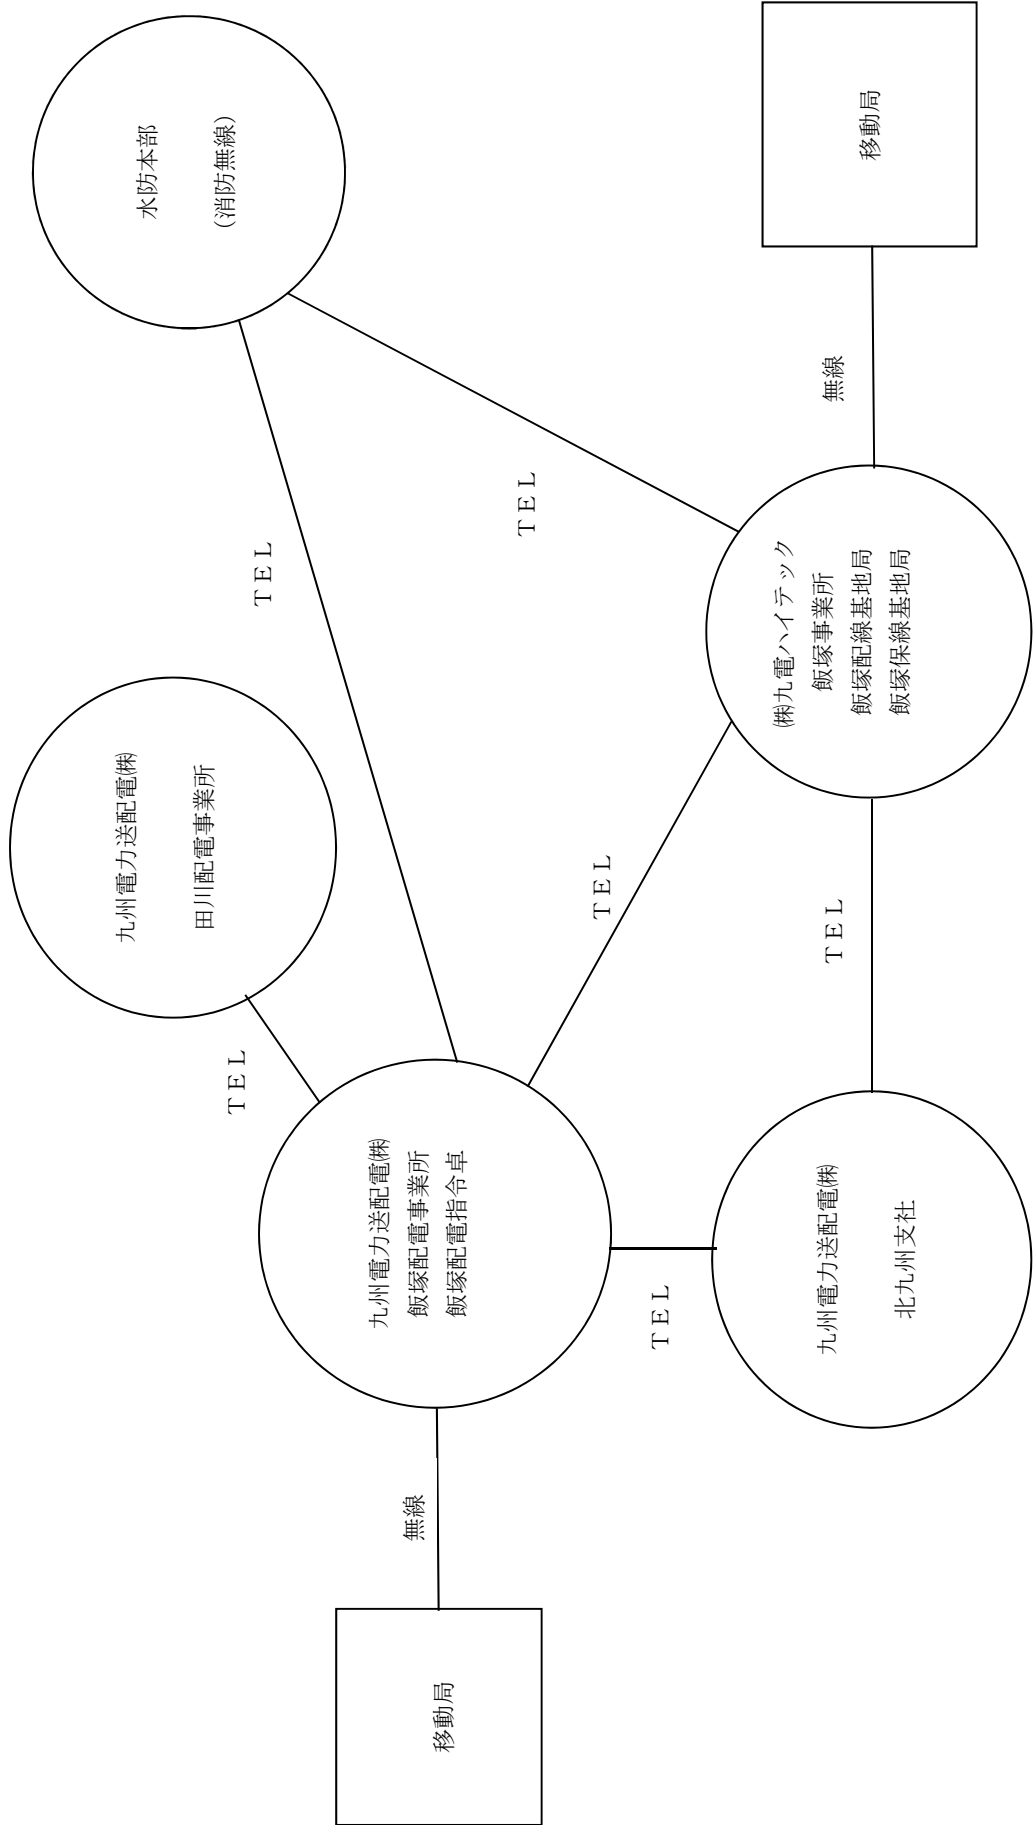 九州電力送配電㈱
田川配電事業所
水防本部
(消防無線)
ＴＥＬ
ＴＥＬ
移動局
無線
九州電力送配電㈱
飯塚配電事業所
飯塚配電指令卓
ＴＥＬ
ＴＥＬ
ＴＥＬ
九州電力送配電㈱
北九州支社
ＴＥＬ
㈱九電ハイテック
飯塚事業所
飯塚配線基地局
飯塚保線基地局
無線
移動局